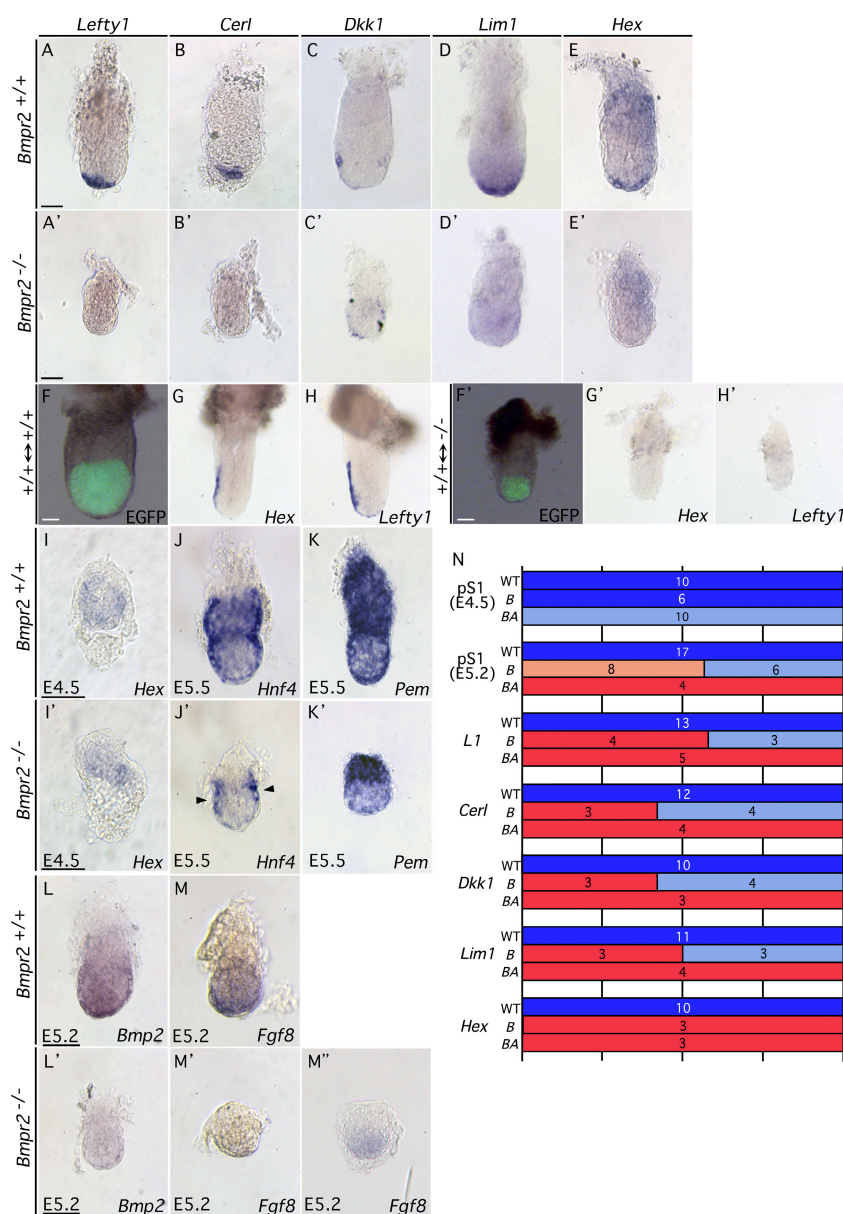 Lefty1 Cerl Dkk1 Lim1 Hex
Bmpr2 +/+
A B C D E
Bmpr2 -/-
A' B' C' D' E'
+/+↔+/+
F G H
EGFP Hex Lefty1
+/+↔-/-
F' G' H'
EGFP Hex Lefty1
Bmpr2 +/+
I J K
E4.5 Hex E5.5 Hnf4 E5.5 Pem
Bmpr2 -/-
I' J' K'
E4.5 Hex E5.5 Hnf4 E5.5 Pem
Bmpr2 +/+
L M
E5.2 Bmp2 E5.2 Fgf8
Bmpr2 -/-
L' M' M"
E5.2 Bmp2 E5.2 Fgf8 E5.2 Fgf8
N
pS1 (E4.5)
WT 10
B 6
BA 10
pS1 (E5.2)
WT 17
B 8 6
BA 4
L1
WT 13
B 4 3
BA 5
Cerl
WT 12
B 3 4
BA 4
Dkk1
WT 10
B 3 4
BA 3
Lim1
WT 11
B 3 3
BA 4
Hex
WT 10
B 3
BA 3